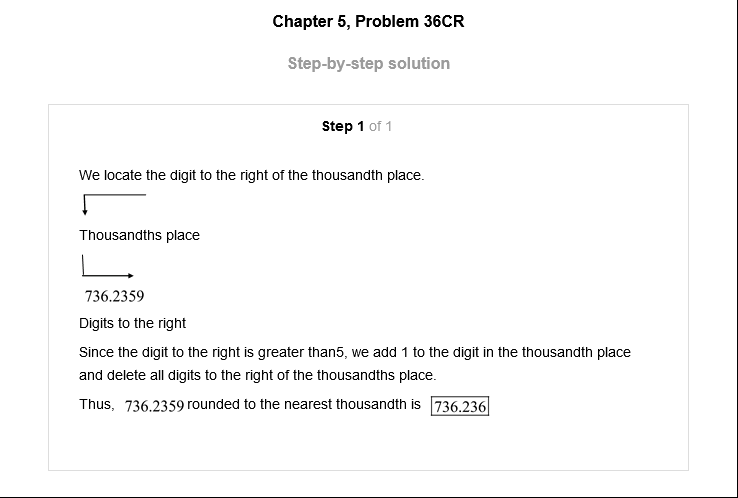 Chapter 5, Problem 36CR
Step-by-step solution
Step 1 of 1
We locate the digit to the right of the thousandth place.
Thousandths place
736.2359
Digits to the right
Since the digit to the right is greater than5, we add 1 to the digit in the thousandth place
and delete all digits to the right of the thousandths place.
Thus, 736.2359 rounded to the nearest thousandth is 736.236